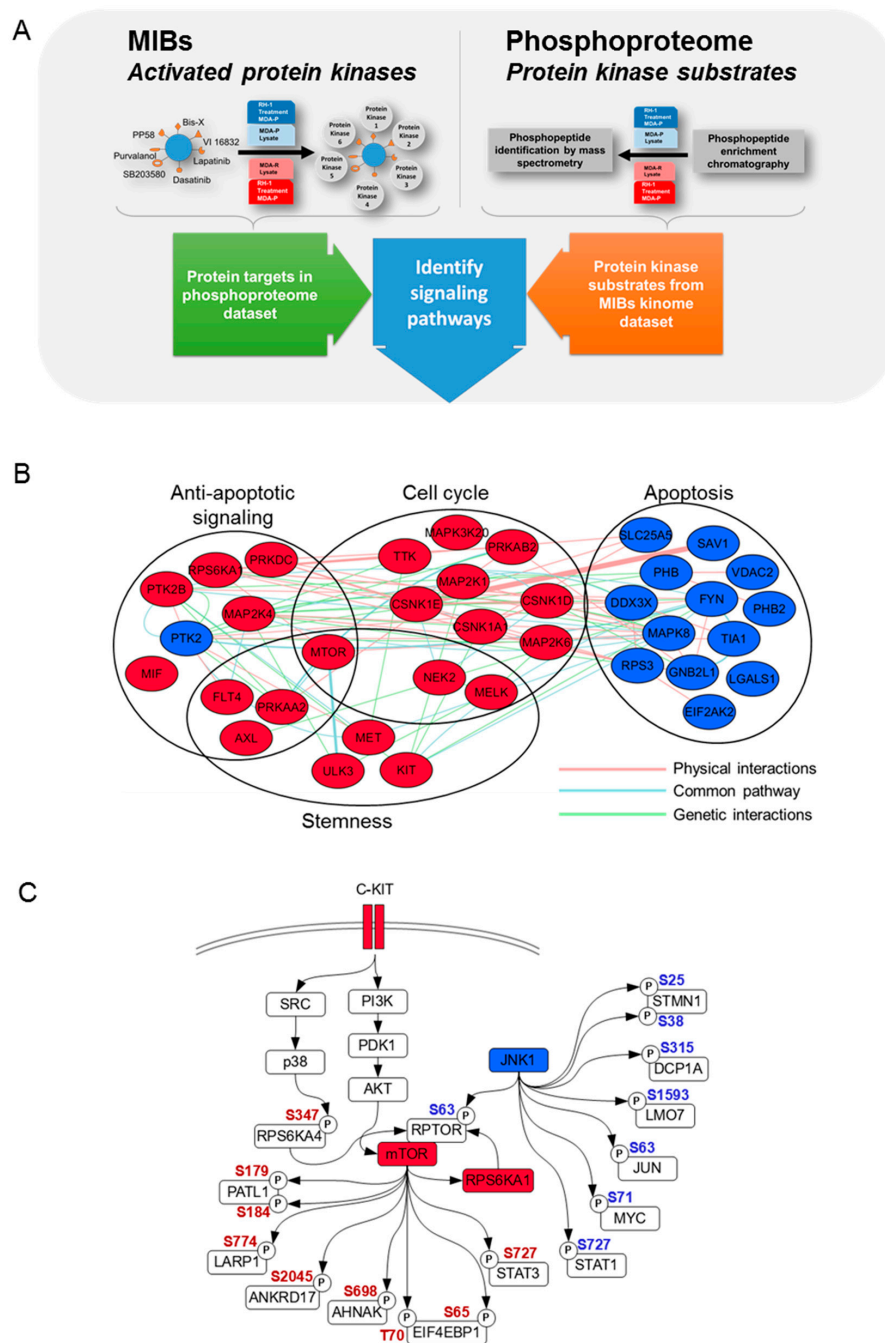 A
MIBs
Activated protein kinases
Phosphoproteome
Protein kinase substrates
Bis-X
PP58
VI 16832
Purvalanol
Lapatinib
SB203580
Dasatinib
RH-1
Treatment
MDA-P
MDA-P
Lysate
MDA-R
Lysate
RH-1
Treatment
MDA-P
Protein
Kinase
1
Protein
Kinase
2
Protein
Kinase
3
Protein
Kinase
4
Protein
Kinase
5
Protein
Kinase
6
Phosphopeptide
identification by mass
spectrometry
RH-1
Treatment
MDA-P
MDA-P
Lysate
MDA-R
Lysate
RH-1
Treatment
MDA-P
Phosphopeptide
enrichment
chromatography
Protein targets in
phosphoproteome
dataset
Identify
signaling
pathways
Protein kinase
substrates from
MIBs kinome
dataset
B
Anti-apoptotic
signaling
Cell cycle
Apoptosis
MAPK3K20
SLC25A5
SAV1
PRKDC
TTK
PRKAB2
RPS6KA1
PTK2B
MAP2K1
PHB
VDAC2
MAP2K4
CSNK1E
CSNK1D
DDX3X
FYN
PHB2
PTK2
CSNK1A1
MAPK8
TIA1
MTOR
MAP2K6
MIF
NEK2
RPS3
GNB2L1
LGALS1
FLT4
PRKAA2
MELK
EIF2AK2
AXL
MET
ULK3
KIT
Stemness
Physical interactions
Common pathway
Genetic interactions
C
C-KIT
SRC
PI3K
p38
PDK1
AKT
JNK1
S25
P
STMN1
P
S38
S315
P
DCP1A
S1593
P
LMO7
S63
P
JUN
S71
P
MYC
S727
P
STAT1
S347
P
RPS6KA4
S63
P
RPTOR
mTOR
RPS6KA1
S179
P
PATL1
P
S184
S774
P
LARP1
S2045
P
ANKRD17
S698
P
AHNAK
S727
P
STAT3
S65
P
P
T70
EIF4EBP1